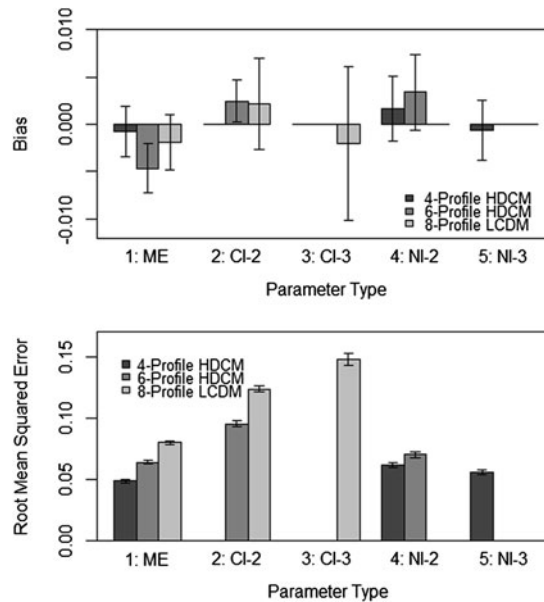 0.010
0.000
-0.010
Bias
4-Profile HDCM
6-Profile HDCM
8-Profile LCDM
1: ME 2: CI-2 3: CI-3 4: NI-2 5: NI-3
Parameter Type
0.15
0.10
0.05
0.00
Root Mean Squared Error
4-Profile HDCM
6-Profile HDCM
8-Profile LCDM
1: ME 2: CI-2 3: CI-3 4: NI-2 5: NI-3
Parameter Type